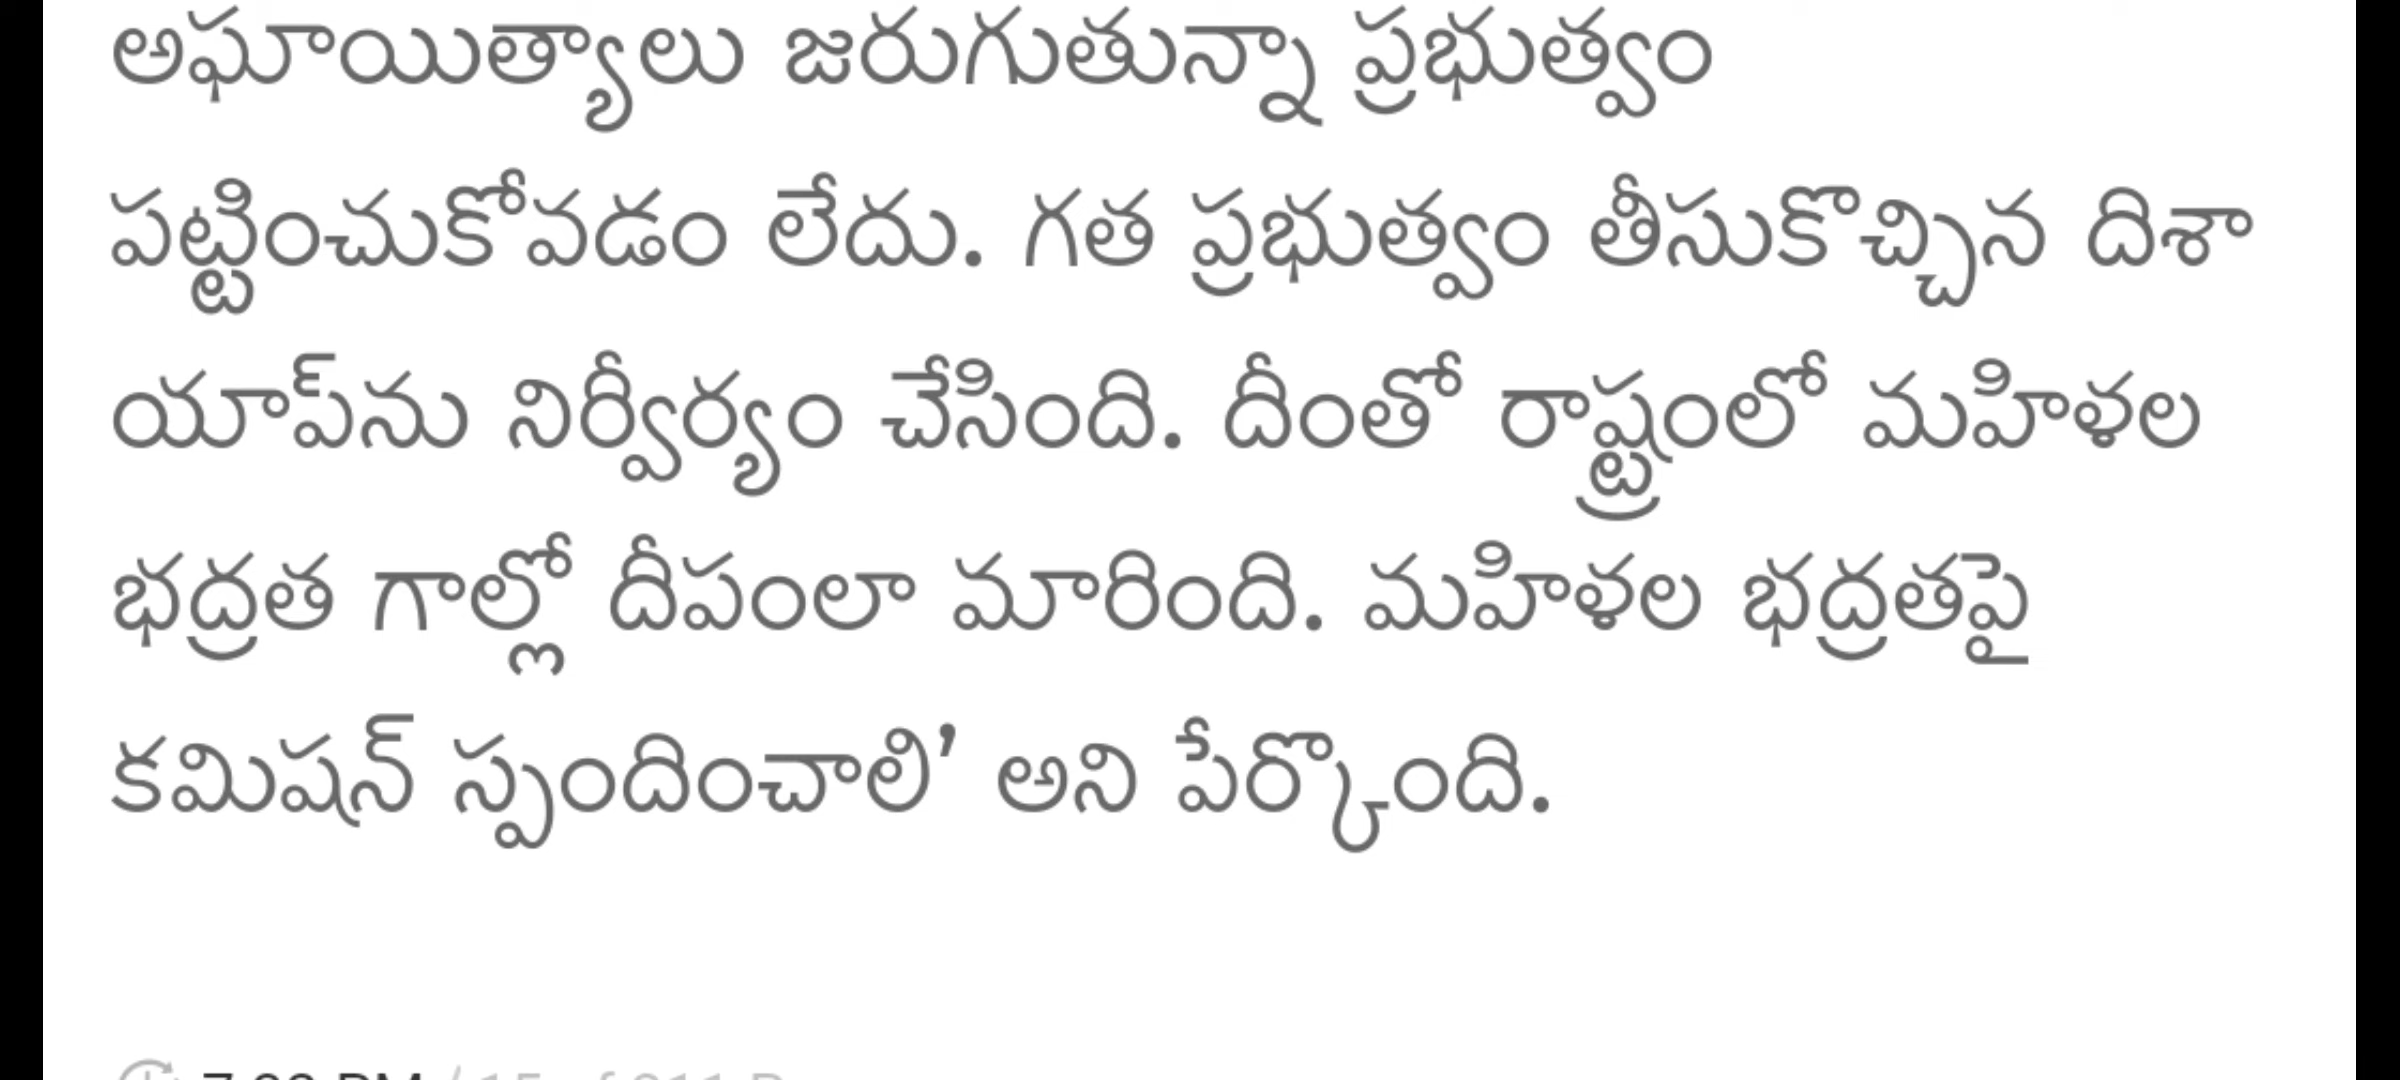 అఘాయిత్యాలు జరుగుతున్నా ప్రభుత్వం
పట్టించుకోవడం లేదు. గత ప్రభుత్వం తీసుకొచ్చిన దిశా
యాప్‌ను నిర్వీర్యం చేసింది. దీంతో రాష్ట్రంలో మహిళల
భద్రత గాల్లో దీపంలా మారింది. మహిళల భద్రతపై
కమిషన్ స్పందించాలి’ అని పేర్కొంది.